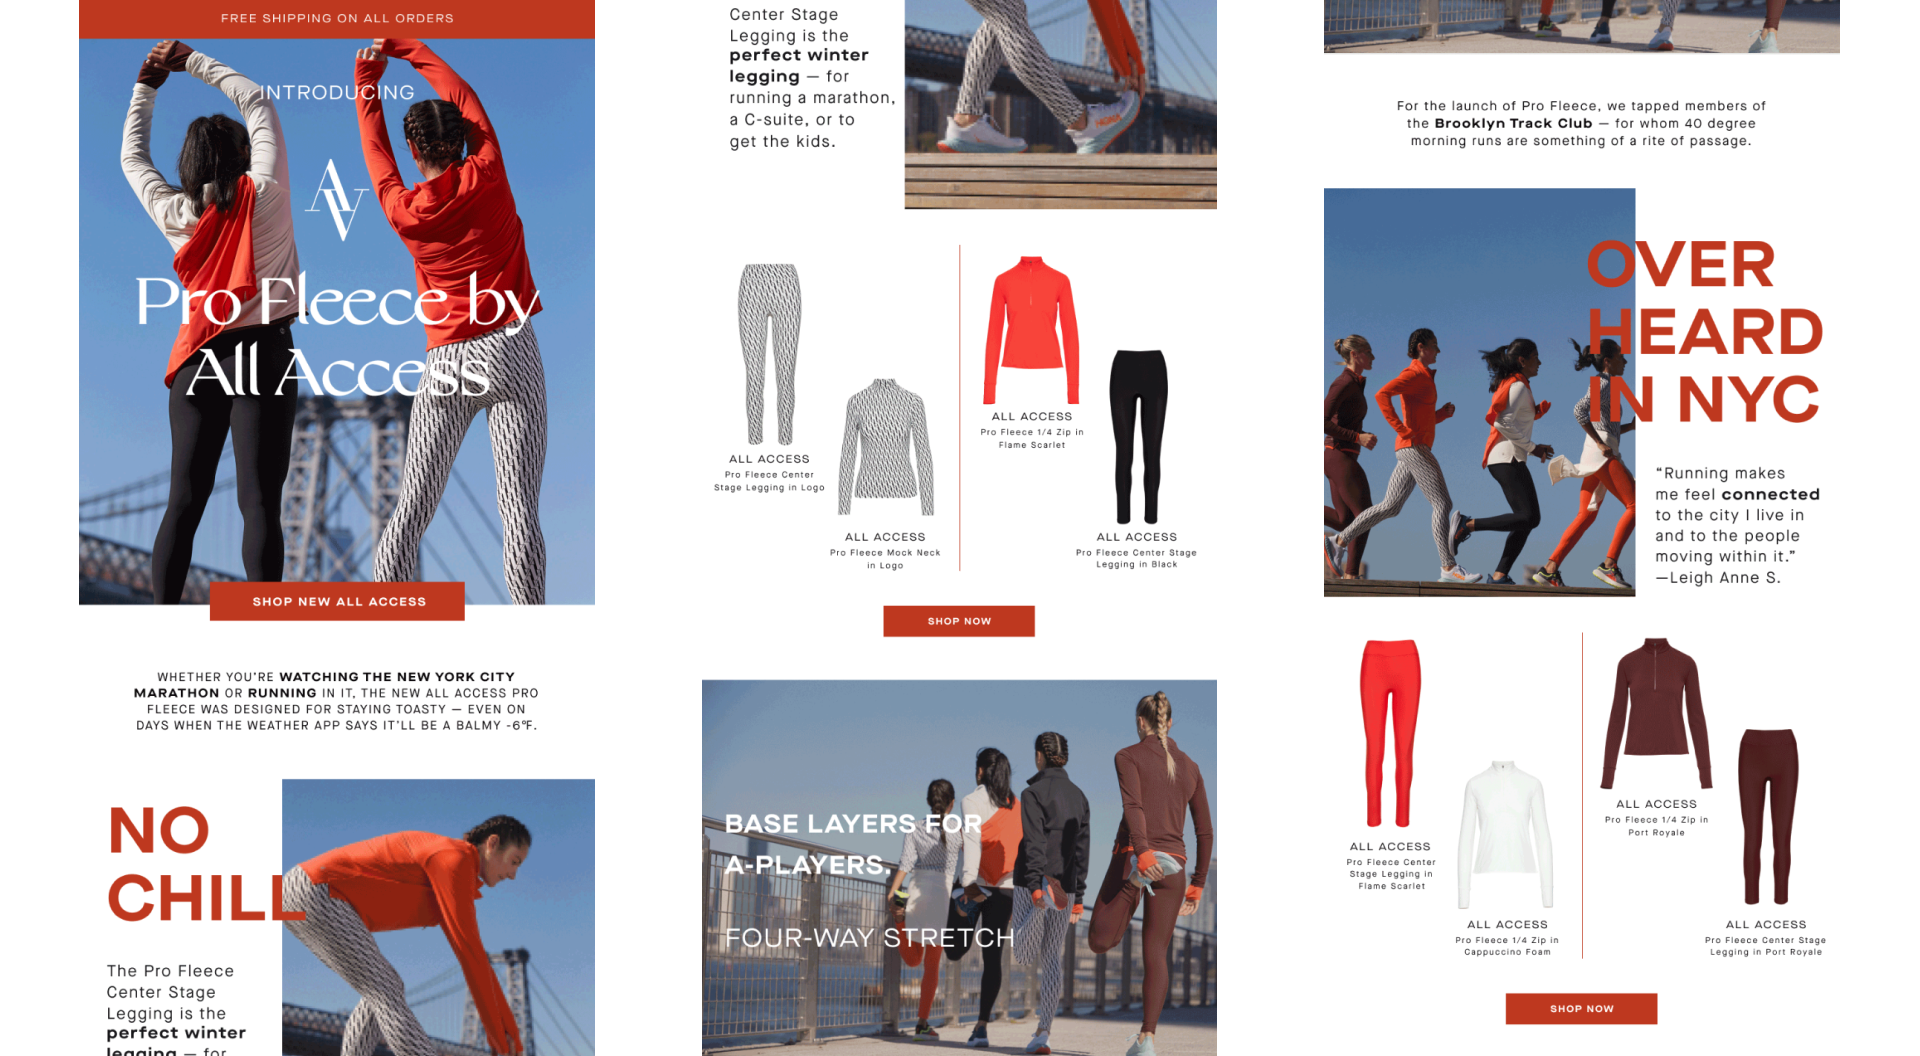 FREE SHIPPING ON ALL ORDERS
INTRODUCING
Pro Fleece by
All Access
SHOP NEW ALL ACCESS
WHETHER YOU'RE WATCHING THE NEW YORK CITY
MARATHON OR RUNNING IN IT, THE NEW ALL ACCESS PRO
FLEECE WAS DESIGNED FOR STAYING TOASTY — EVEN ON
DAYS WHEN THE WEATHER APP SAYS IT'LL BE A BALMY -6°F.
NO
CHILL
The Pro Fleece
Center Stage
Legging is the
perfect winter
legging — for
Center Stage
Legging is the
perfect winter
legging — for
running a marathon,
a C-suite, or to
get the kids.
ALL ACCESS
Pro Fleece Center
Stage Legging in Logo
ALL ACCESS
Pro Fleece Mock Neck
in Logo
ALL ACCESS
Pro Fleece 1/4 Zip in
Flame Scarlet
ALL ACCESS
Pro Fleece Center Stage
Legging in Black
SHOP NOW
BASE LAYERS FOR
A-PLAYERS.
FOUR-WAY STRETCH
For the launch of Pro Fleece, we tapped members of
the Brooklyn Track Club — for whom 40 degree
morning runs are something of a rite of passage.
OVER
HEARD
IN NYC
“Running makes
me feel connected
to the city I live in
and to the people
moving within it.”
—Leigh Anne S.
ALL ACCESS
Pro Fleece Center
Stage Legging in
Flame Scarlet
ALL ACCESS
Pro Fleece 1/4 Zip in
Cappuccino Foam
ALL ACCESS
Pro Fleece 1/4 Zip in
Port Royale
ALL ACCESS
Pro Fleece Center Stage
Legging in Port Royale
SHOP NOW